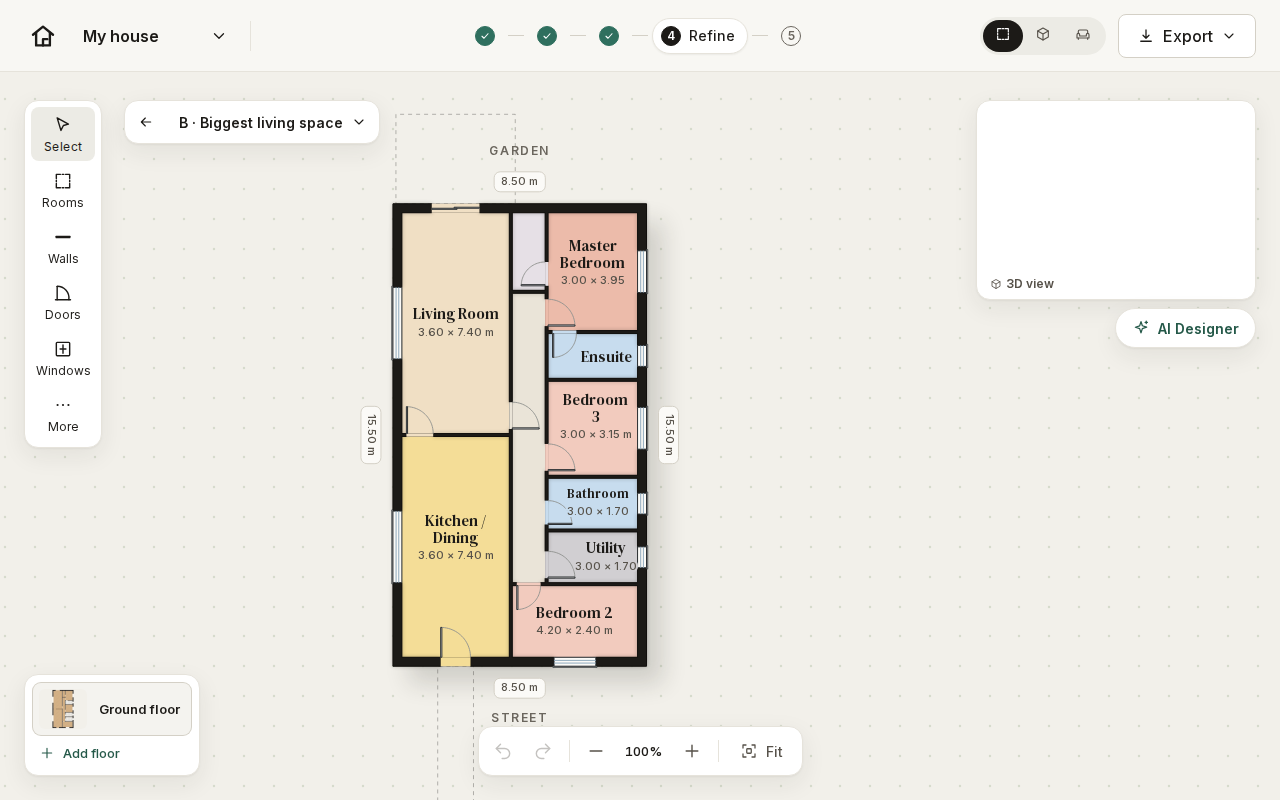 My house
4 Refine
5
Export
Select
Rooms
Walls
Doors
Windows
More
B · Biggest living space
GARDEN
8.50 m
Living Room
3.60 × 7.40 m
Master
Bedroom
3.00 × 3.95
Ensuite
Bedroom
3
3.00 × 3.15 m
15.50 m
15.50 m
Bathroom
3.00 × 1.70
Kitchen /
Dining
3.60 × 7.40 m
Utility
3.00 × 1.70
Bedroom 2
4.20 × 2.40 m
8.50 m
STREET
3D view
AI Designer
Ground floor
Add floor
100%
Fit